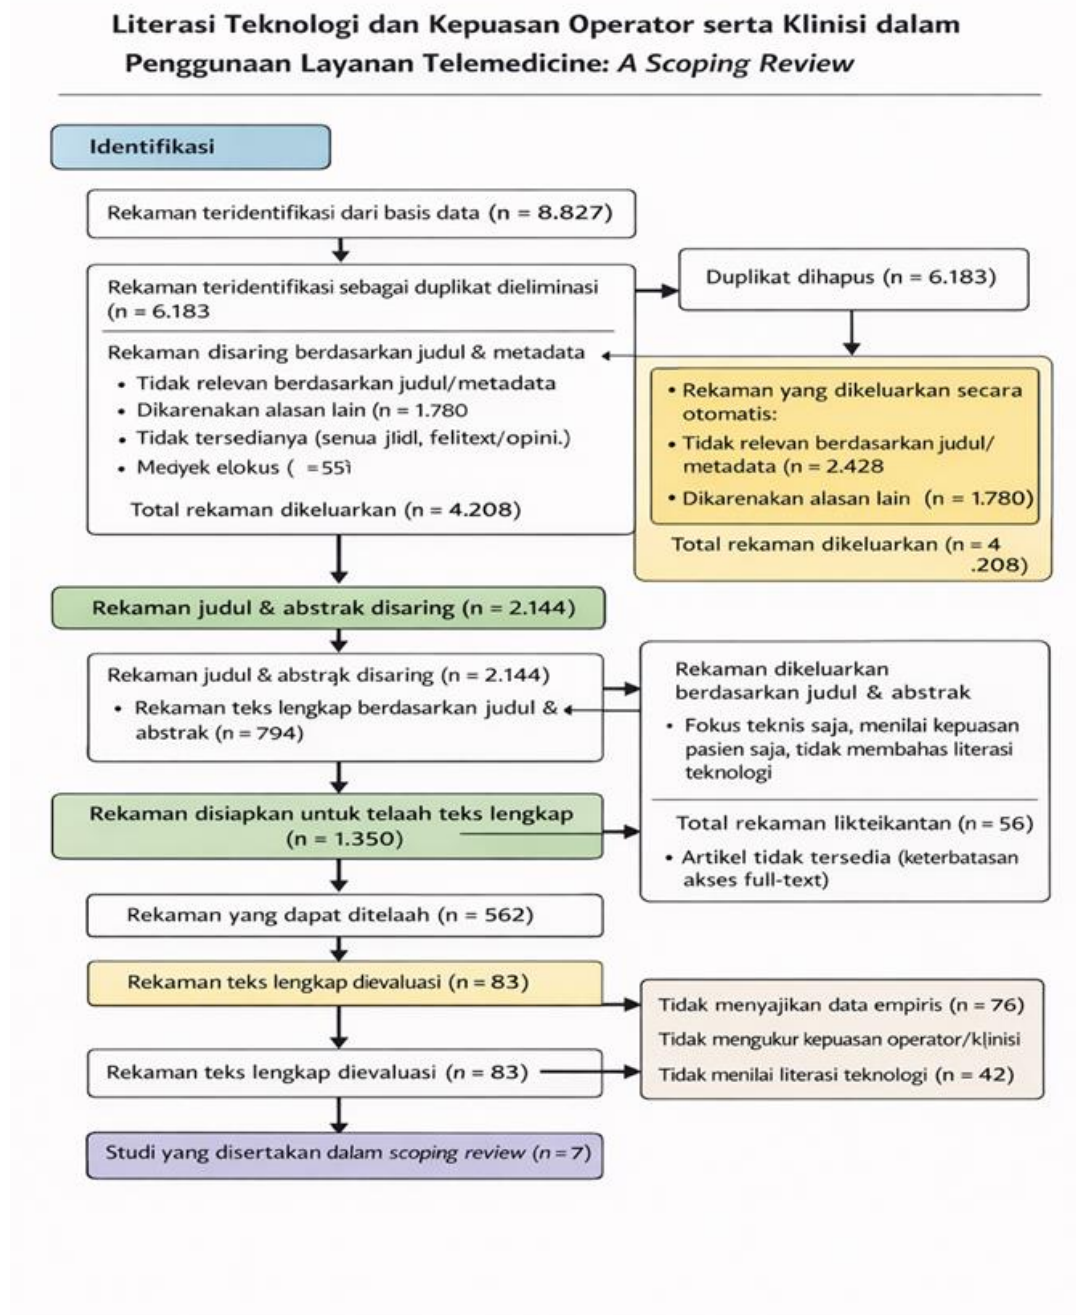 Literasi Teknologi dan Kepuasan Operator serta Klinisi dalam
Penggunaan Layanan Telemedicine: A Scoping Review
Identifikasi
Rekaman teridentifikasi dari basis data (n = 8.827)
Rekaman teridentifikasi sebagai duplikat dieliminasi
(n = 6.183
Duplikat dihapus (n = 6.183)
Rekaman disaring berdasarkan judul & metadata
• Tidak relevan berdasarkan judul/metadata
• Dikarenakan alasan lain (n = 1.780
• Tidak tersedianya (senua jlidl, felitext/opini.)
• elokus ( =55
Total rekaman dikeluarkan (n = 4.208)
• Rekaman yang dikeluarkan secara
otomatis:
• Tidak relevan berdasarkan judul/
metadata (n = 2.428
• Dikarenakan alasan lain (n = 1.780)
Total rekaman dikeluarkan (n = 4
.208)
Rekaman judul & abstrak disaring (n = 2.144)
Rekaman judul & abstrak disaring (n = 2.144)
• Rekaman teks lengkap berdasarkan judul &
abstrak (n = 794)
Rekaman dikeluarkan
berdasarkan judul & abstrak
• Fokus teknis saja, menilai kepuasan
pasien saja, tidak membahas literasi
teknologi
Rekaman disiapkan untuk telaah teks lengkap
(n = 1.350)
Total rekaman likteikantan (n = 56)
• Artikel tidak tersedia (keterbatasan
akses full-text)
Rekaman yang dapat ditelaah (n = 562)
Rekaman teks lengkap dievaluasi (n = 83)
Tidak menyajikan data empiris (n = 76)
Tidak mengukur kepuasan operator/klinisi
Rekaman teks lengkap dievaluasi (n = 83)
Tidak menilai literasi teknologi (n = 42)
Studi yang disertakan dalam scoping review (n = 7)